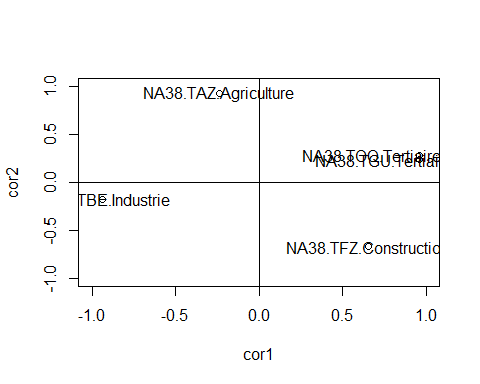 cor2
1.0
0.5
0.0
-0.5
-1.0
NA38.TAZ.Agriculture
NA38.TOQ.Tertiaire
NA38.TGU.Tertiair
TBE.Industrie
NA38.TFZ.Constructio
-1.0 -0.5 0.0 0.5 1.0
cor1